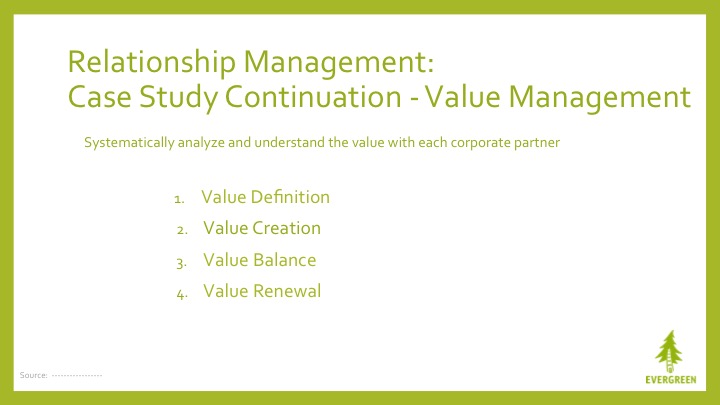 Relationship Management:
Case Study Continuation - Value Management
Systematically analyze and understand the value with each corporate partner
1. Value Definition
2. Value Creation
3. Value Balance
4. Value Renewal
Source: -----------------
EVERGREEN